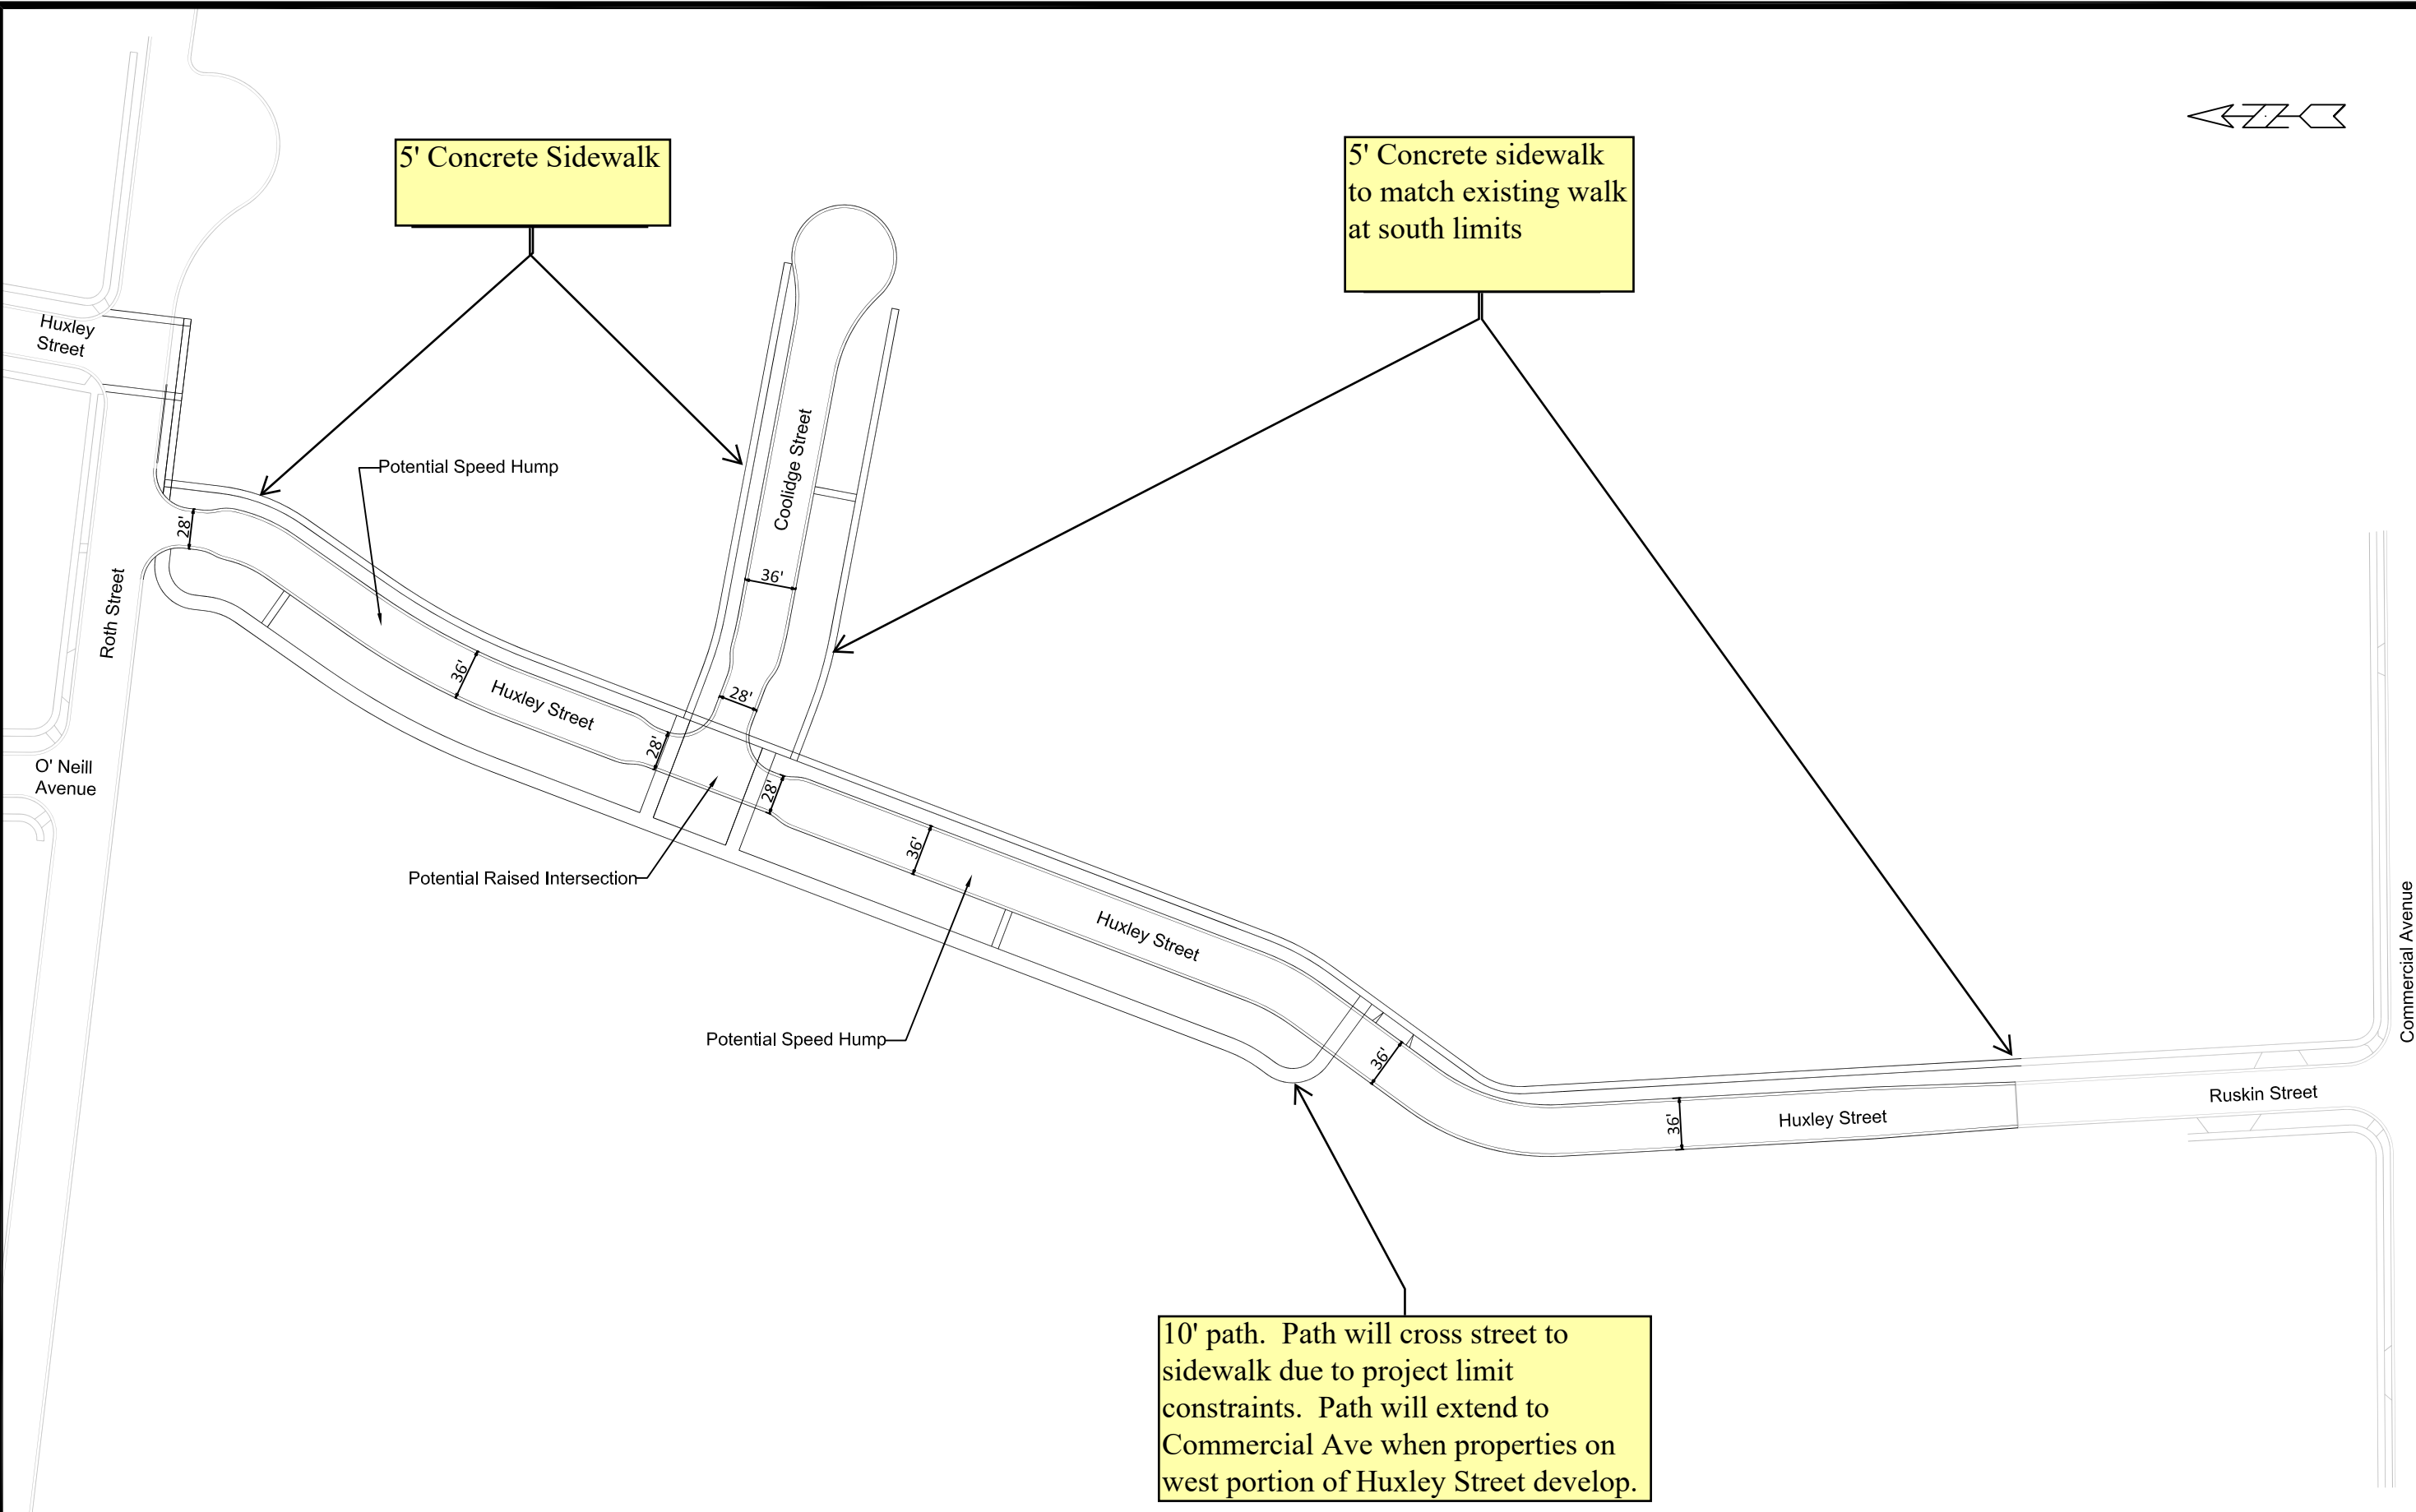 5' Concrete Sidewalk
5' Concrete sidewalk
to match existing walk
at south limits
Huxley
Street
Potential Speed Hump
Coolidge Street
28'
36'
Roth Street
36'
Huxley Street
28'
28'
O' Neill
Avenue
28'
Potential Raised Intersection
36'
Huxley Street
Potential Speed Hump
36'
Commercial Avenue
36'
Huxley Street
Ruskin Street
10' path.  Path will cross street to
sidewalk due to project limit
constraints.  Path will extend to
Commercial Ave when properties on
west portion of Huxley Street develop.